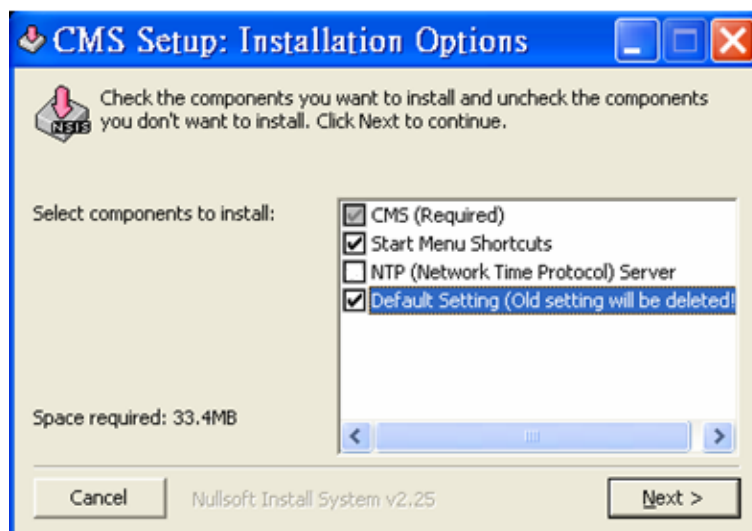 CMS Setup: Installation Options
NSIS
Check the components you want to install and uncheck the components
you don't want to install. Click Next to continue.
Select components to install:
CMS (Required)
Start Menu Shortcuts
NTP (Network Time Protocol) Server
Default Setting (Old setting will be deleted!
Space required: 33.4MB
Cancel
Nullsoft Install System v2.25
Next >